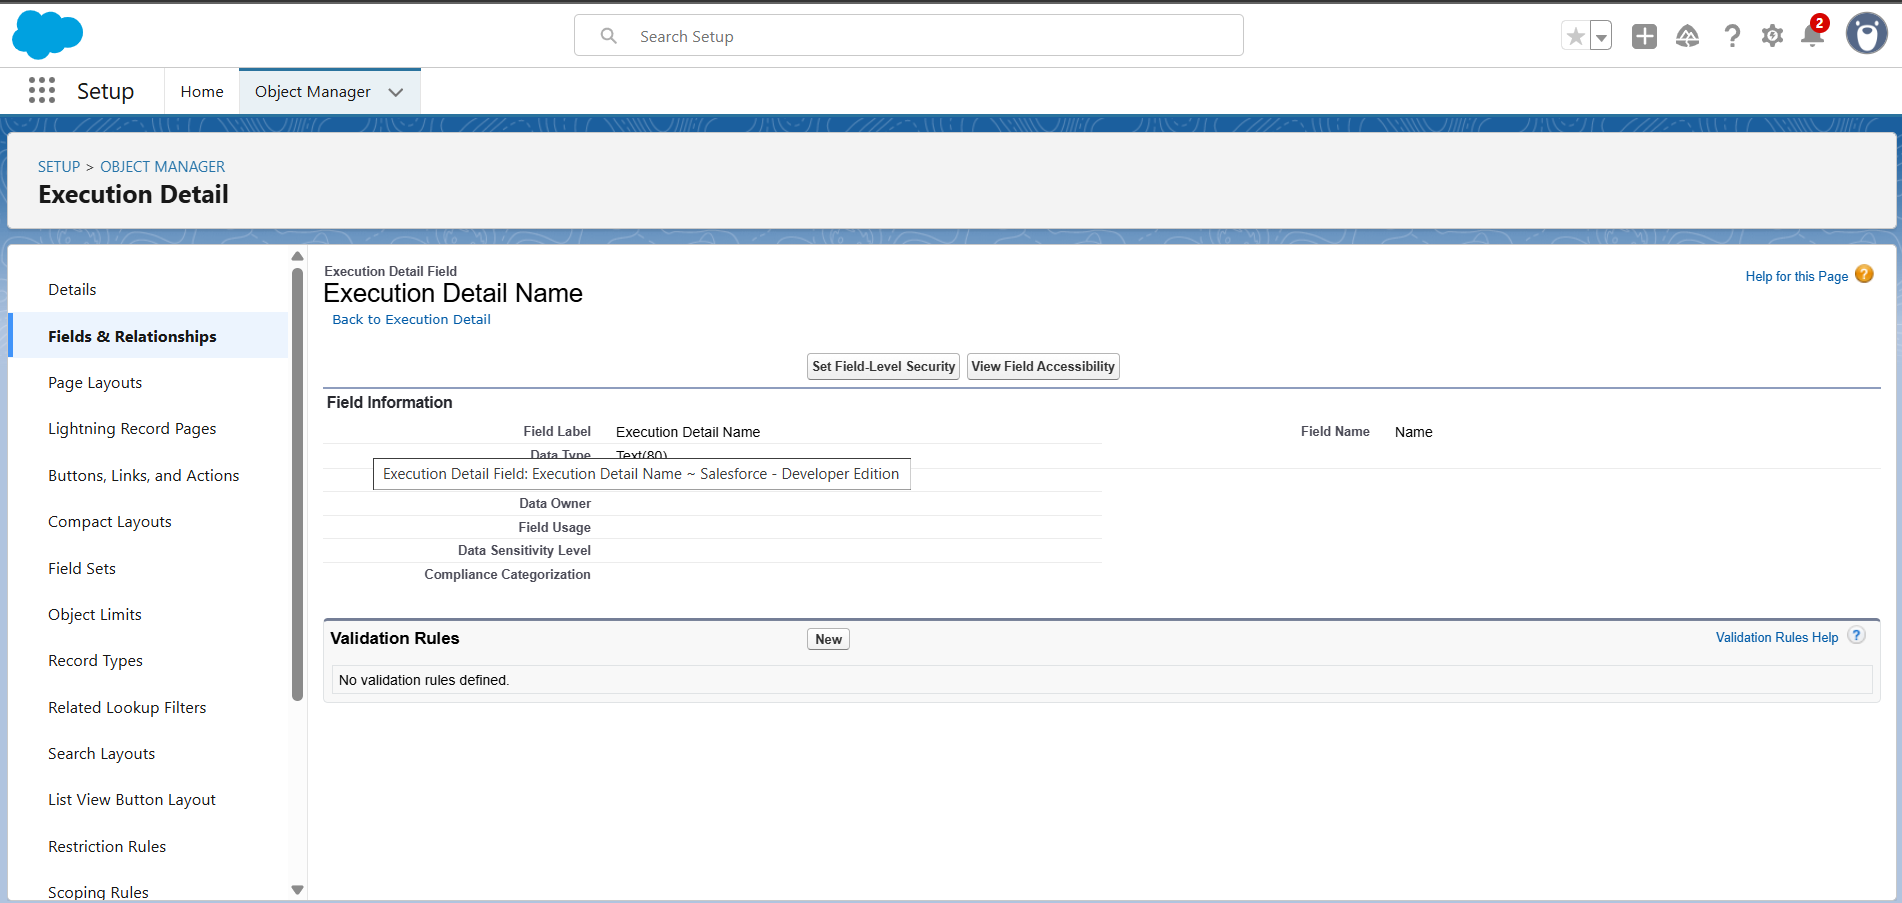 Search Setup
2
Setup
Home
Object Manager
SETUP > OBJECT MANAGER
Execution Detail
Details
Fields & Relationships
Page Layouts
Lightning Record Pages
Buttons, Links, and Actions
Compact Layouts
Field Sets
Object Limits
Record Types
Related Lookup Filters
Search Layouts
List View Button Layout
Restriction Rules
Scoping Rules
Execution Detail Field
Execution Detail Name
Back to Execution Detail
Help for this Page ?
Set Field-Level Security View Field Accessibility
Field Information
Field Label Execution Detail Name Field Name Name
Data Type Text(80)
Execution Detail Field: Execution Detail Name ~ Salesforce - Developer Edition
Data Owner
Field Usage
Data Sensitivity Level
Compliance Categorization
Validation Rules New Validation Rules Help ?
No validation rules defined.